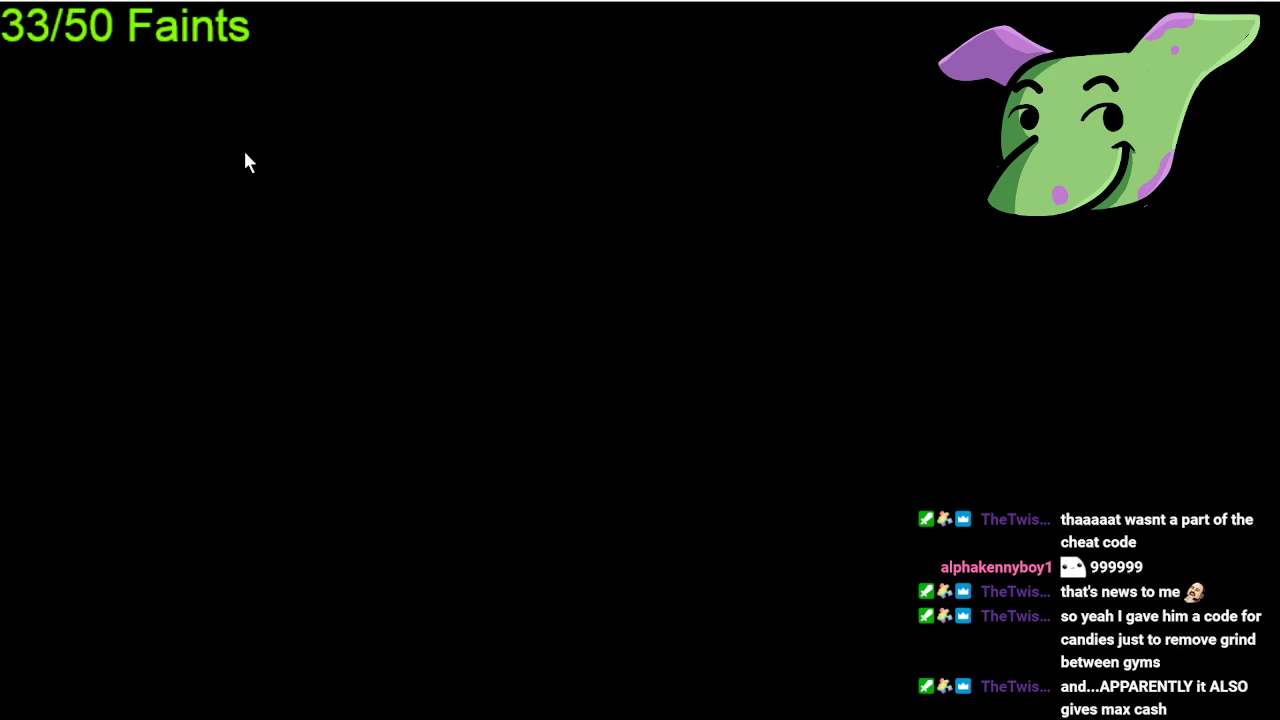 33/50 Faints
TheTwis... thaaaaat wasnt a part of the
cheat code
alphakennyboy1 999999
TheTwis... that's news to me
TheTwis... so yeah I gave him a code for
candies just to remove grind
between gyms
TheTwis... and...APPARENTLY it ALSO
gives max cash